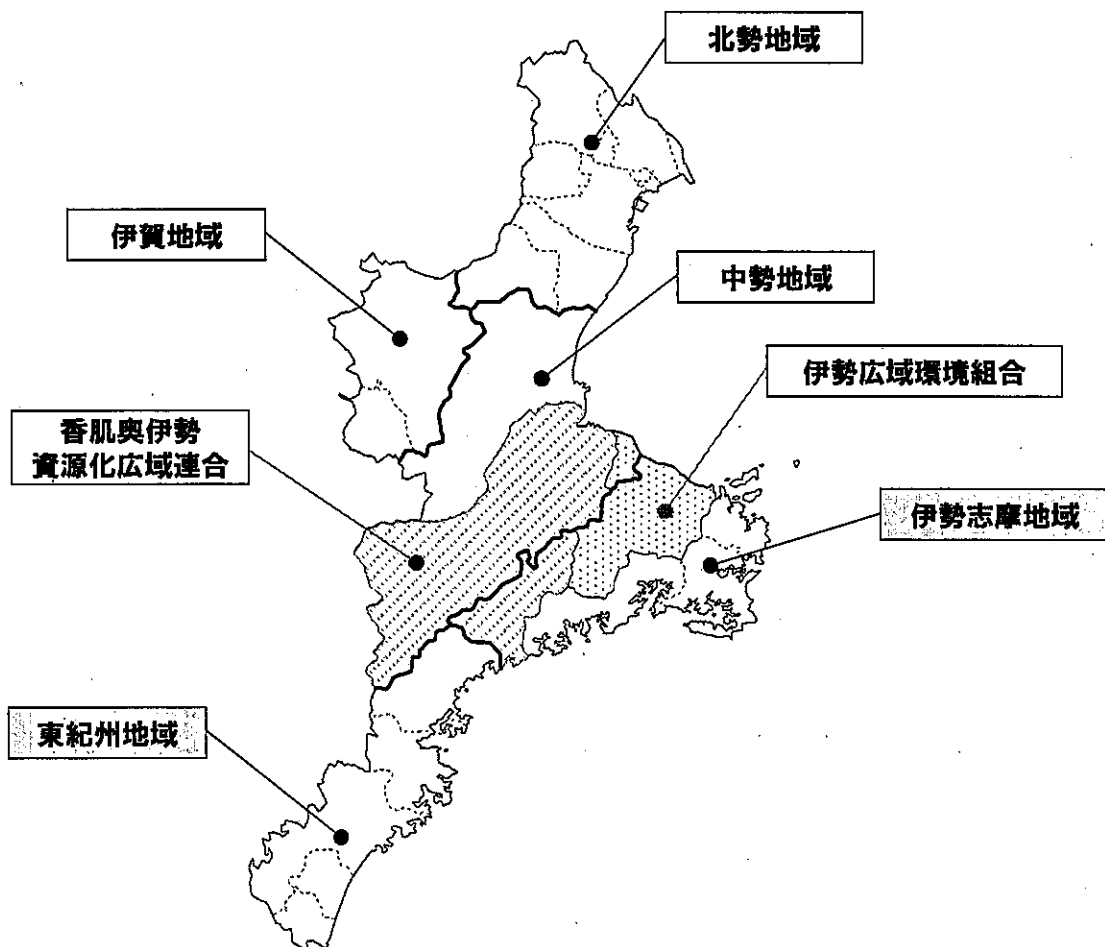 北勢地域
伊賀地域
中勢地域
伊勢広域環境組合
香肌奥伊勢
資源化広域連合
伊勢志摩地域
東紀州地域